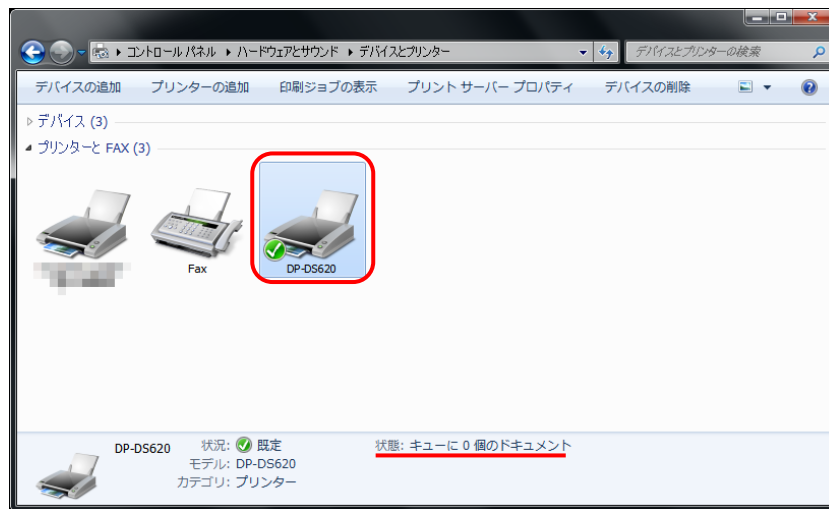 コントロール パネル ▶ ハードウェアとサウンド ▶ デバイスとプリンター
デバイスとプリンターの検索
デバイスの追加 プリンターの追加 印刷ジョブの表示 プリント サーバー プロパティ デバイスの削除
デバイス (3)
プリンターと FAX (3)
Fax
DP-DS620
DP-DS620 状況: 既定 状態: キューに 0 個のドキュメント
モデル: DP-DS620
カテゴリ: プリンター